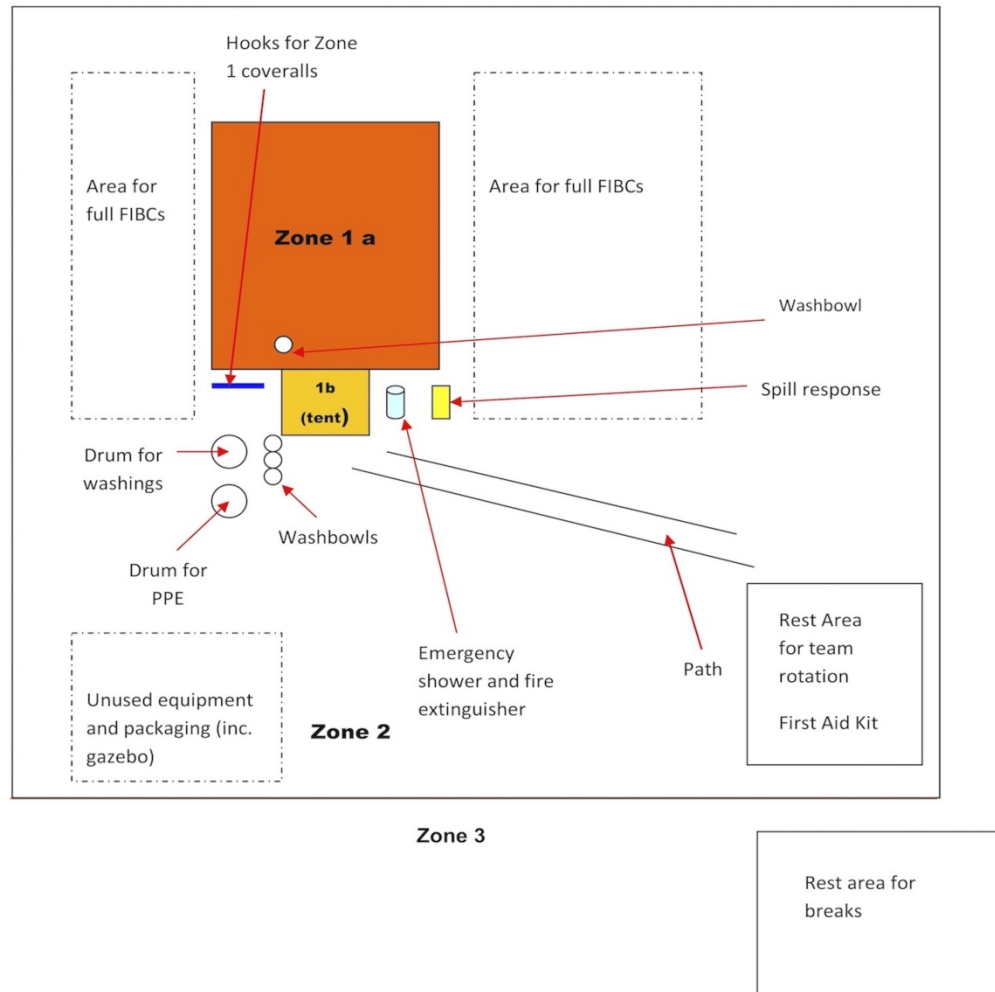 Hooks for Zone
1 coveralls
Area for
full FIBCs
Area for full FIBCs
Zone 1 a
Washbowl
1b
(tent)
Spill response
Drum for
washings
Washbowls
Drum for
PPE
Emergency
shower and fire
extinguisher
Path
Rest Area
for team
rotation
First Aid Kit
Unused equipment
and packaging (inc.
gazebo)
Zone 2
Zone 3
Rest area for
breaks